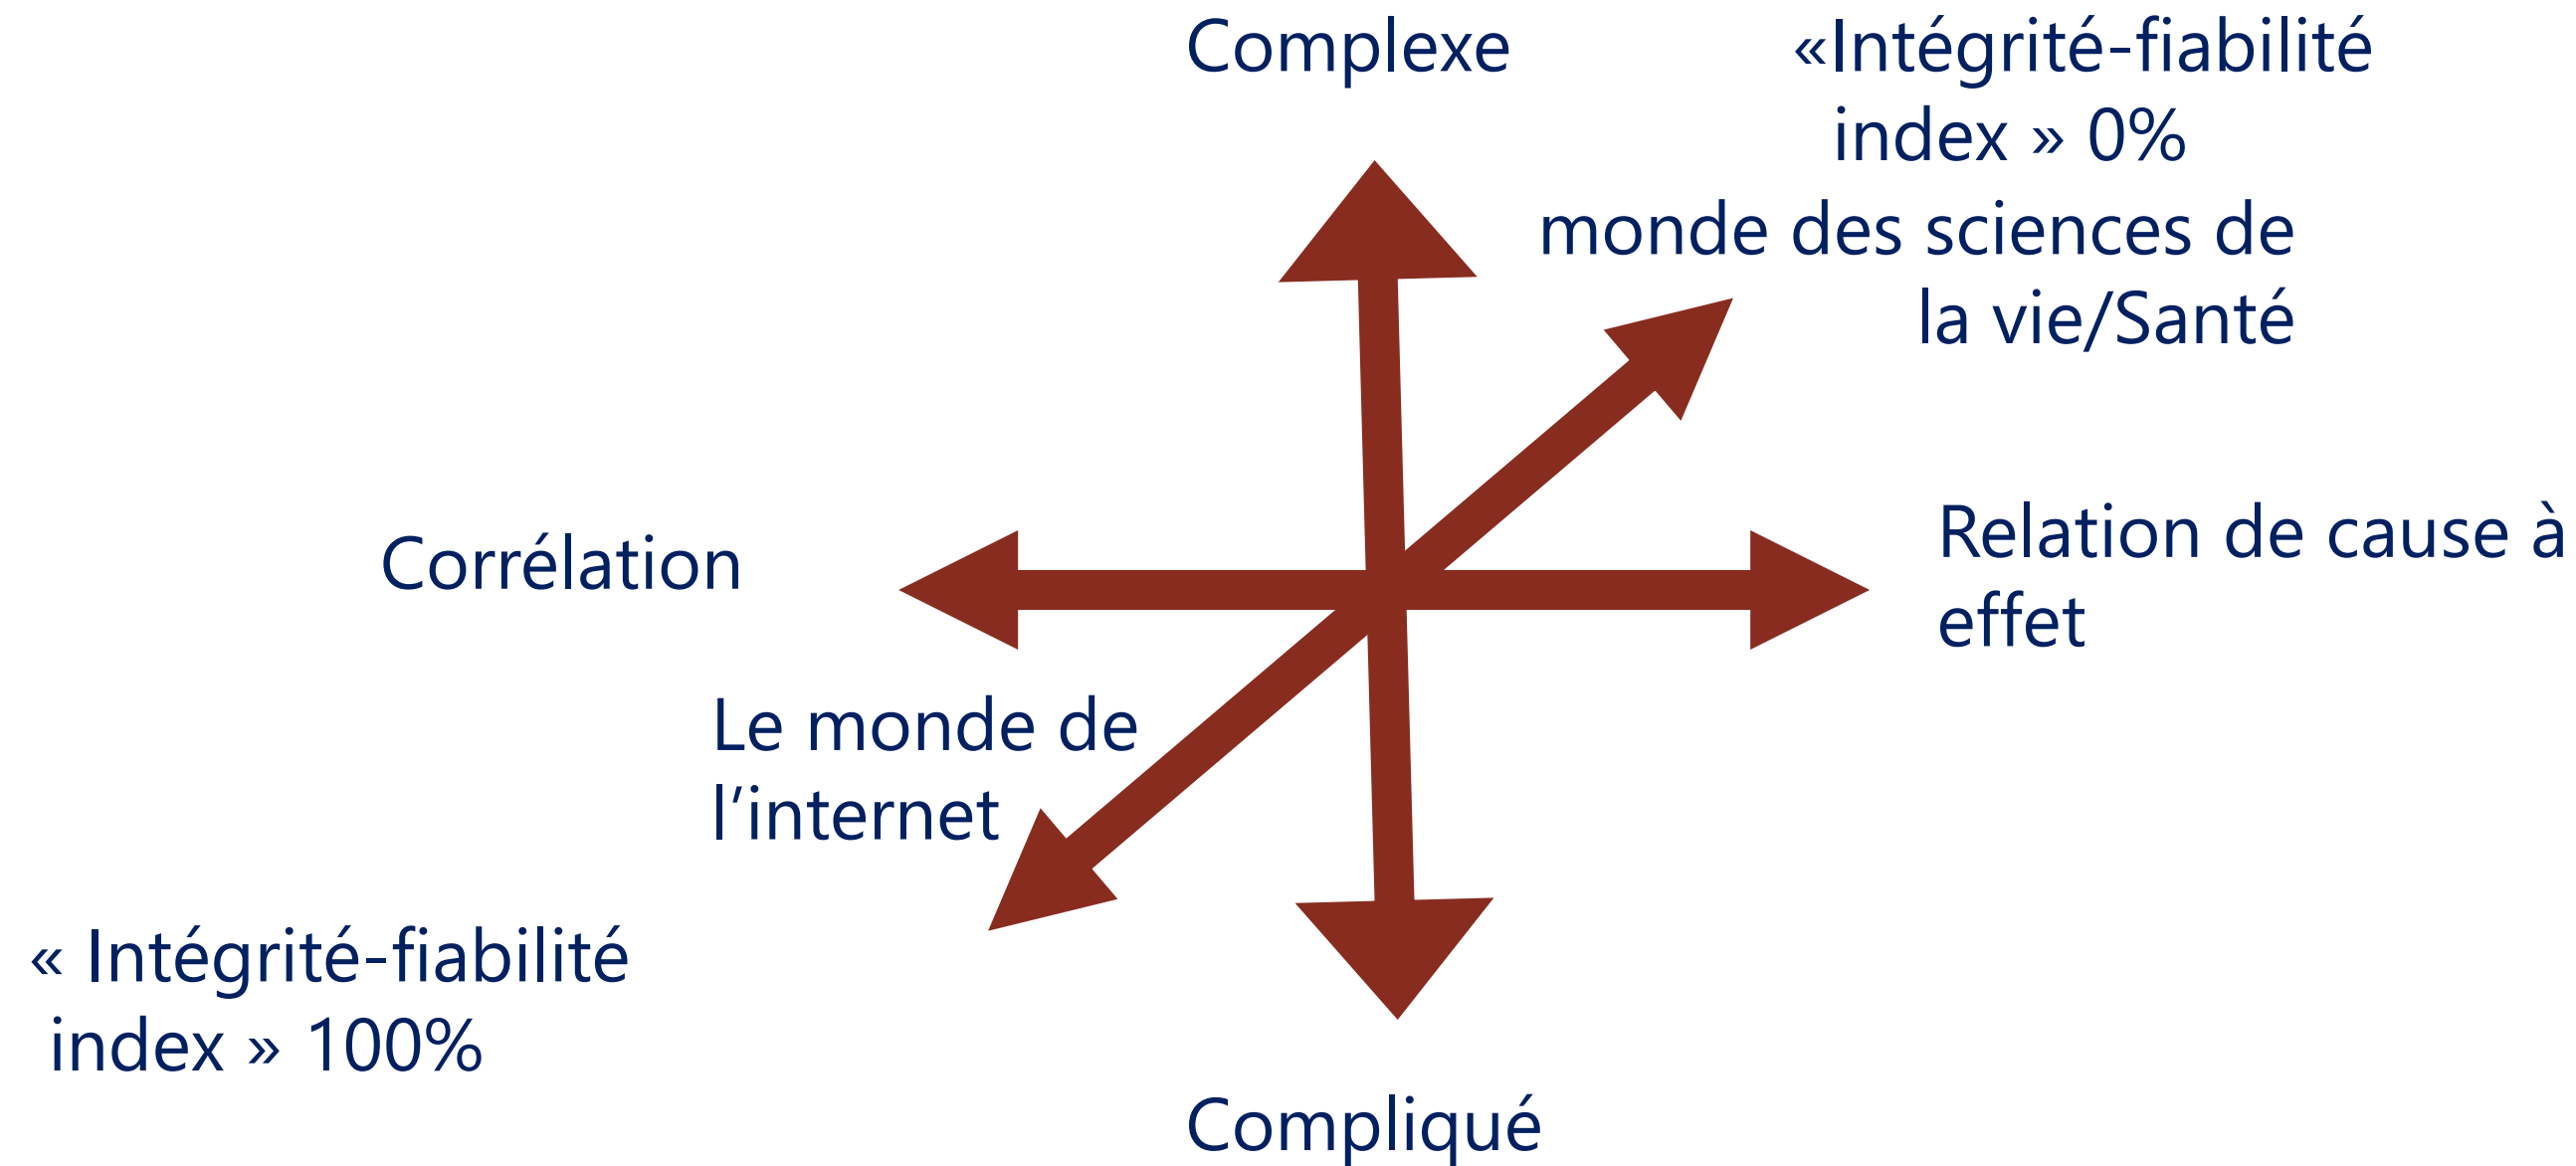 Complexe
«Intégrité-fiabilité
index » 0%
monde des sciences de
la vie/Santé
Corrélation
Relation de cause à
effet
Le monde de
l’internet
« Intégrité-fiabilité
index » 100%
Compliqué